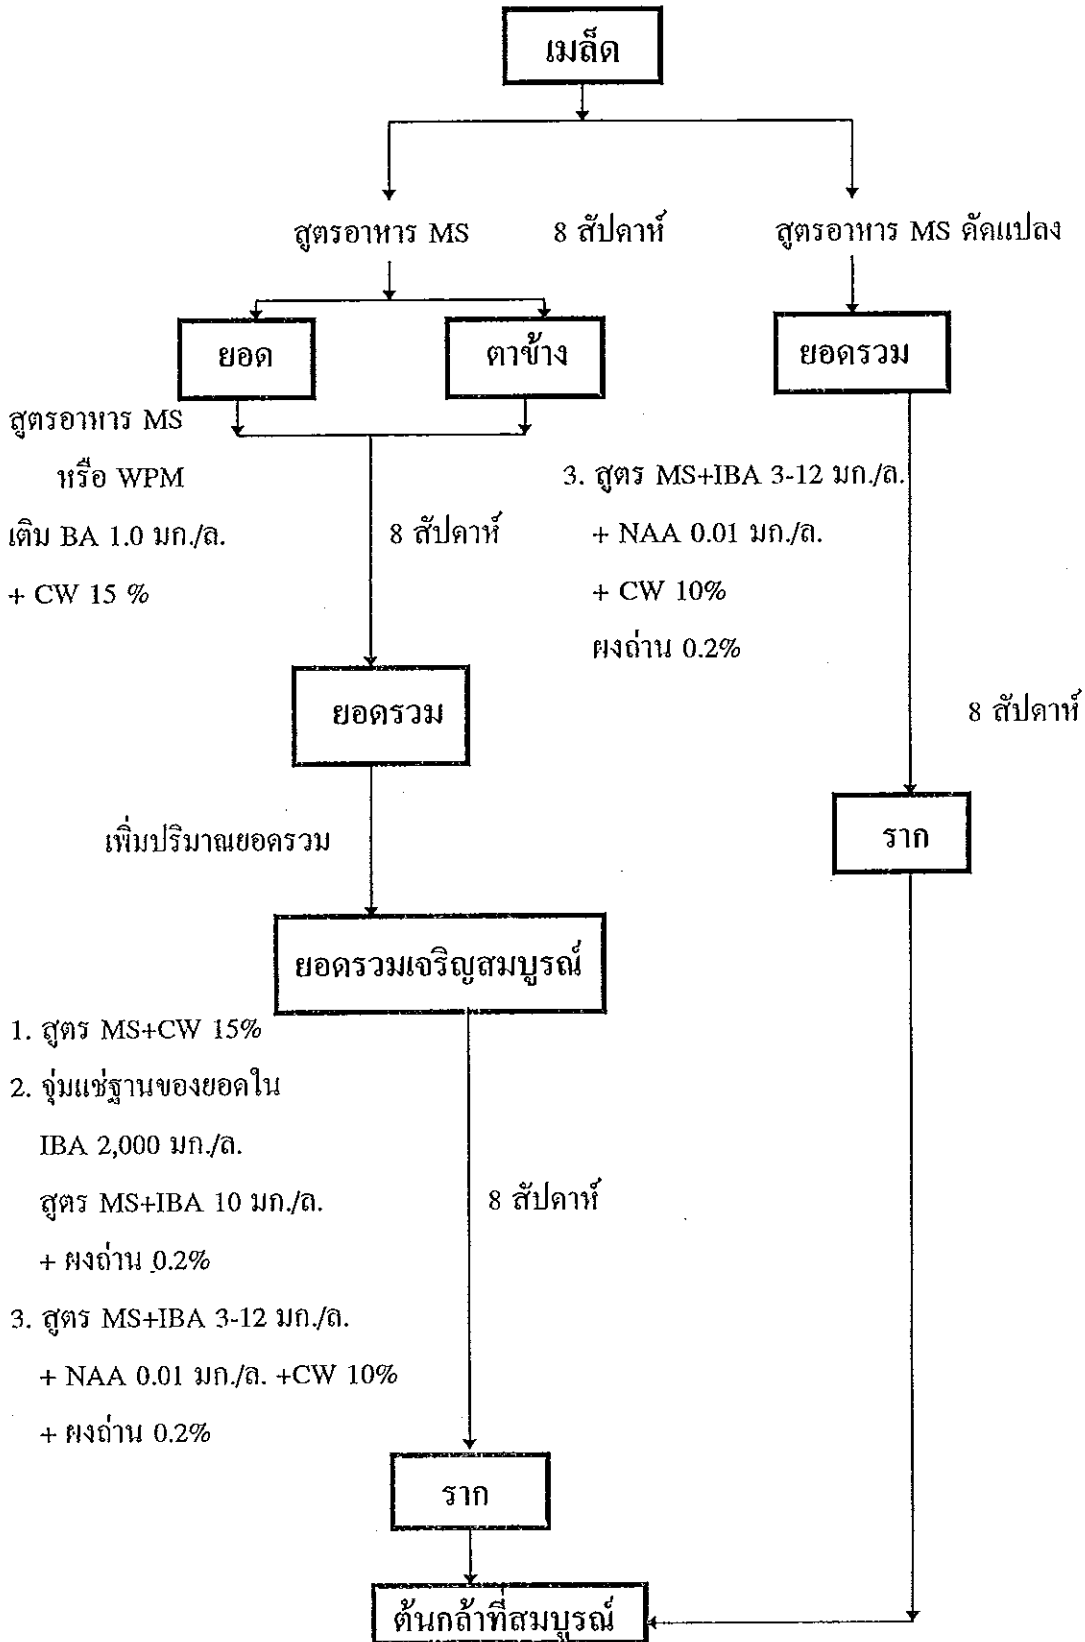 เมล็ด
สูตรอาหาร MS
8 สัปดาห์
สูตรอาหาร MS ดัดแปลง
ยอด
ตาข้าง
ยอดรวม
สูตรอาหาร MS
หรือ WPM
เติม BA 1.0 มก./ล.
+ CW 15 %
8 สัปดาห์
3. สูตร MS+IBA 3-12 มก./ล.
+ NAA 0.01 มก./ล.
+ CW 10%
ผงถ่าน 0.2%
ยอดรวม
8 สัปดาห์
เพิ่มปริมาณยอดรวม
ราก
ยอดรวมเจริญสมบูรณ์
1. สูตร MS+CW 15%
2. จุ่มแช่ฐานของยอดใน
IBA 2,000 มก./ล.
สูตร MS+IBA 10 มก./ล.
+ ผงถ่าน 0.2%
8 สัปดาห์
3. สูตร MS+IBA 3-12 มก./ล.
+ NAA 0.01 มก./ล. +CW 10%
+ ผงถ่าน 0.2%
ราก
ต้นกล้าที่สมบูรณ์